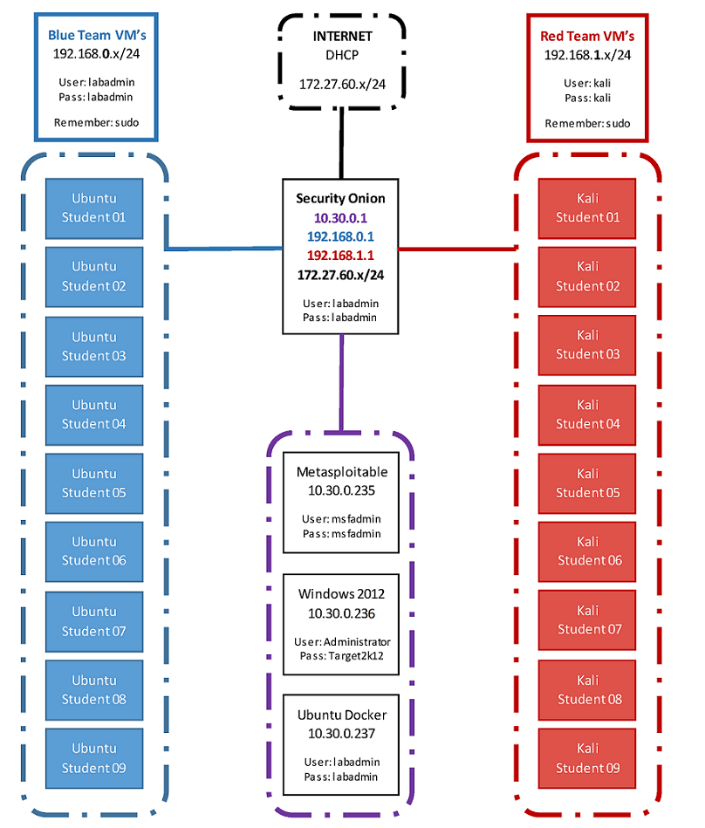 Blue Team VM's
192.168.0.x/24
User: labadmin
Pass: labadmin
Remember: sudo
INTERNET
DHCP
172.27.60.x/24
Red Team VM's
192.168.1.x/24
User: kali
Pass: kali
Remember: sudo
Ubuntu
Student 01
Ubuntu
Student 02
Ubuntu
Student 03
Ubuntu
Student 04
Ubuntu
Student 05
Ubuntu
Student 06
Ubuntu
Student 07
Ubuntu
Student 08
Ubuntu
Student 09
Security Onion
10.30.0.1
192.168.0.1
192.168.1.1
172.27.60.x/24
User: labadmin
Pass: labadmin
Metasploitable
10.30.0.235
User: msfadmin
Pass: msfadmin
Windows 2012
10.30.0.236
User: Administrator
Pass: Target2k12
Ubuntu Docker
10.30.0.237
User: labadmin
Pass: labadmin
Kali
Student 01
Kali
Student 02
Kali
Student 03
Kali
Student 04
Kali
Student 05
Kali
Student 06
Kali
Student 07
Kali
Student 08
Kali
Student 09